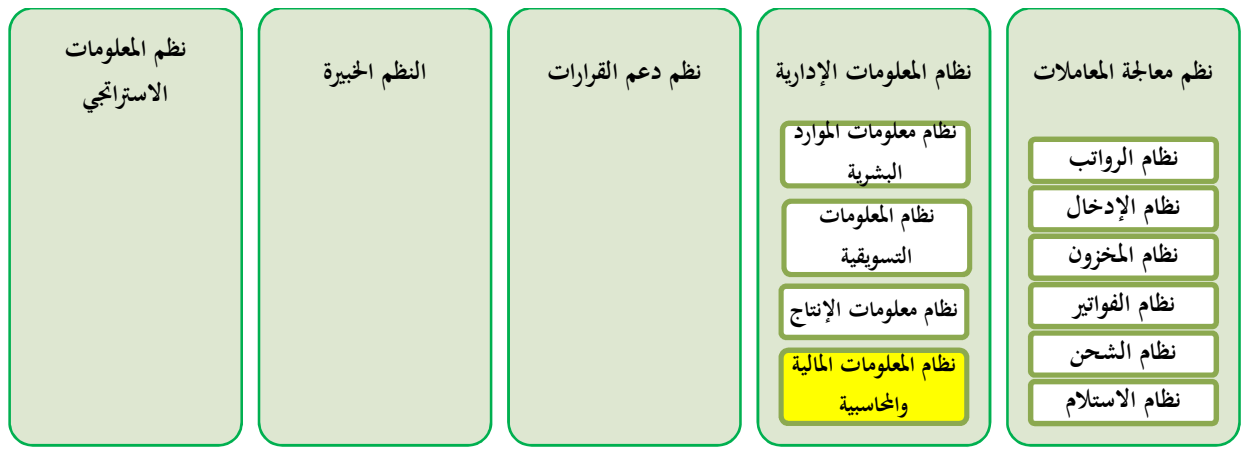 نظم معالجة المعاملات
نظام الرواتب
نظام الإدخال
نظام المخزون
نظام الفواتير
نظام الشحن
نظام الاستلام
نظام المعلومات الإدارية
نظام معلومات الموارد
البشرية
نظام المعلومات
التسويقية
نظام معلومات الإنتاج
نظام المعلومات المالية
والمحاسبية
نظم دعم القرارات
النظم الخبيرة
نظم المعلومات
الاستراتجي